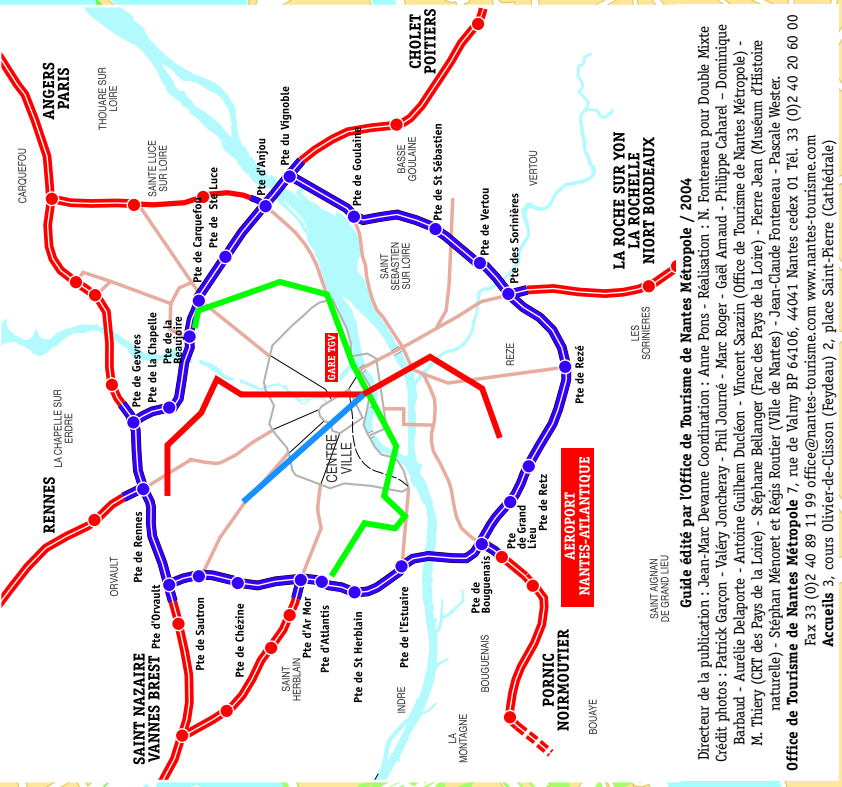 CHOLET
POITIERS
ANGERS
PARIS
THOUARE SUR
LOIRE
CARQUEFOU
SAINTE LUCE
SUR LOIRE
BASSE
GOULAINE
VERTOU
Pte du Vignoble
Pte d'Anjou
Pte de Goulaine
Pte de Ste Luce
Pte de Carquefou
Pte de St Sébastien
Pte de Vertou
Pte des Sorinières
LA ROCHE SUR YON
LA ROCHELLE
NIORT BORDEAUX
SAINT
SEBASTIEN
SUR LOIRE
LES
SORINIERES
Pte de la
Beaujoire
Pte de la Chapelle
Pte de Gesvres
GARE TGV
REZE
Pte de Rezé
LA CHAPELLE SUR
ERDRE
CENTRE
VILLE
RENNES
Pte de Rennes
ORVAULT
Pte d'Orvault
Pte de Sautron
Pte de Chézine
Pte d'Ar Mor
Pte d'Atlantis
Pte de St Herblain
Pte de l'Estuaire
Pte de
Bouguenais
Pte
de Grand
Lieu
Pte de Retz
AEROPORT
NANTES-ATLANTIQUE
SAINT AIGNAN
DE GRAND LIEU
SAINT NAZAIRE
VANNES BREST
SAINT
HERBLAIN
INDRE
BOUGUENAIS
LA
MONTAGNE
PORNIC
NOIRMOUTIER
BOUAYE
Guide édité par l'Office de Tourisme de Nantes Métropole / 2004
Directeur de la publication : Jean-Marc Devanne Coordination : Anne Pons - Réalisation : N. Fonteneau pour Double Mixte
Crédit photos : Patrick Garçon - Valéry Joncheray - Phil Journé - Marc Roger - Gaël Arnaud - Philippe Caharel - Dominique
Barbaud - Aurélie Delaporte - Antoine Guilhem Ducléon - Vincent Sarazin (Office de Tourisme de Nantes Métropole) -
M. Thiery (CRT des Pays de la Loire) - Stéphane Bellanger (Frac des Pays de la Loire) - Pierre Jean (Muséum d'Histoire
naturelle) - Stéphan Ménoret et Régis Routier (Ville de Nantes) - Jean-Claude Fonteneau - Pascale Wester.
Office de Tourisme de Nantes Métropole 7, rue de Valmy BP 64106, 44041 Nantes cedex 01 Tél. 33 (0)2 40 20 60 00
Fax 33 (0)2 40 89 11 99 office@nantes-tourisme.com www.nantes-tourisme.com
Accueils 3, cours Olivier-de-Clisson (Feydeau) 2, place Saint-Pierre (Cathédrale)